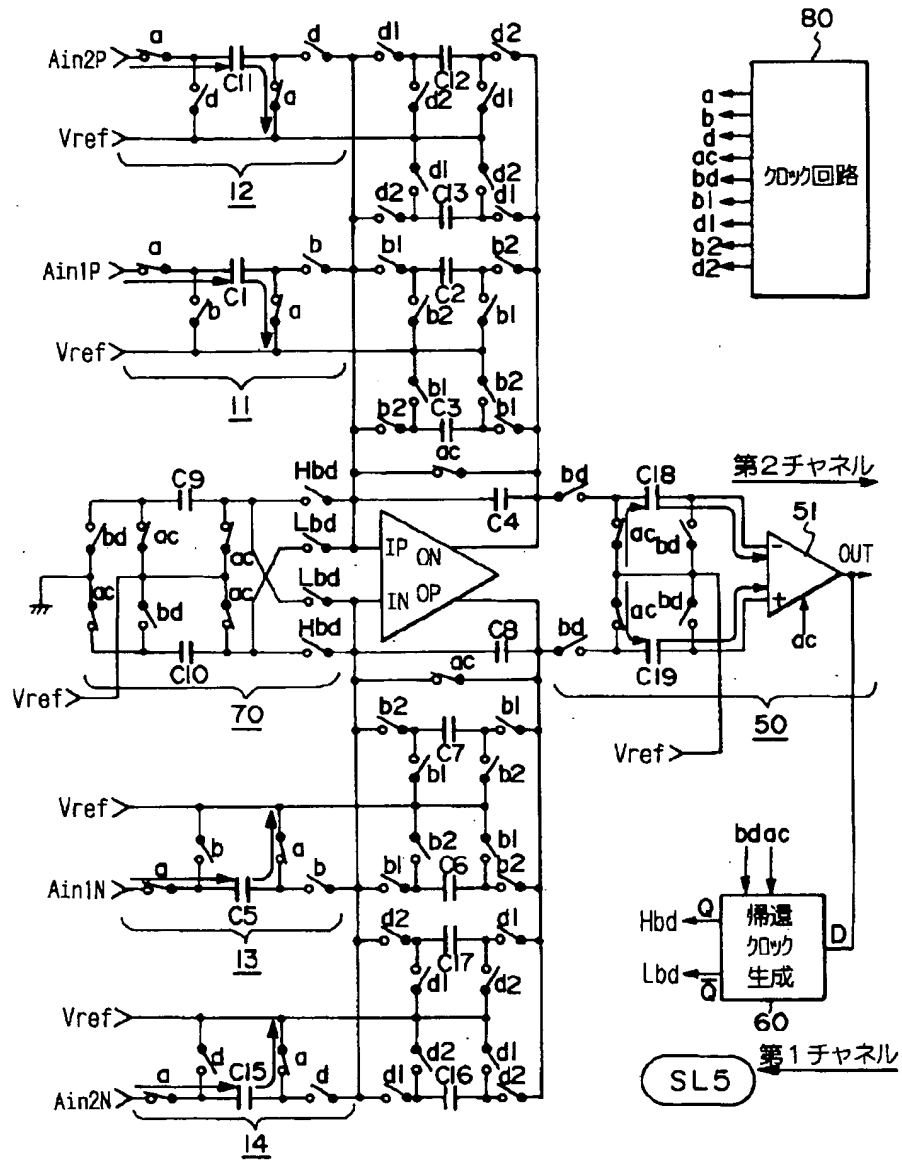 80
クロック回路
a
b
d
ac
bd
b1
d1
b2
d2
Ain2P
a
C11
d
d1
C12
d2
d
a
d2
d1
Vref
12
d1
d2
d2
C13
d1
Ain1P
a
C1
b
b1
C2
b2
b
a
b2
b1
Vref
11
b1
b2
b2
C3
b1
ac
C9
Hbd
C4
bd
C18
第2チャネル
51
bd
ac
ac
Lbd
IP
ON
ac
bd
-
OUT
ac
bd
ac
Lbd
IN
OP
ac
bd
+
ac
C10
Hbd
C8
bd
C19
ac
Vref
70
50
Vref
b2
C7
b1
b1
b2
Vref
b
a
b2
b1
Ain1N
a
C5
b
b1
C6
b2
13
d2
C17
d1
d1
d2
Vref
d
a
d2
d1
Ain2N
a
C15
d
d1
C16
d2
14
bd
ac
Hbd
Q
帰還
クロック
生成
D
Lbd
Q̅
60
第1チャネル
SL5